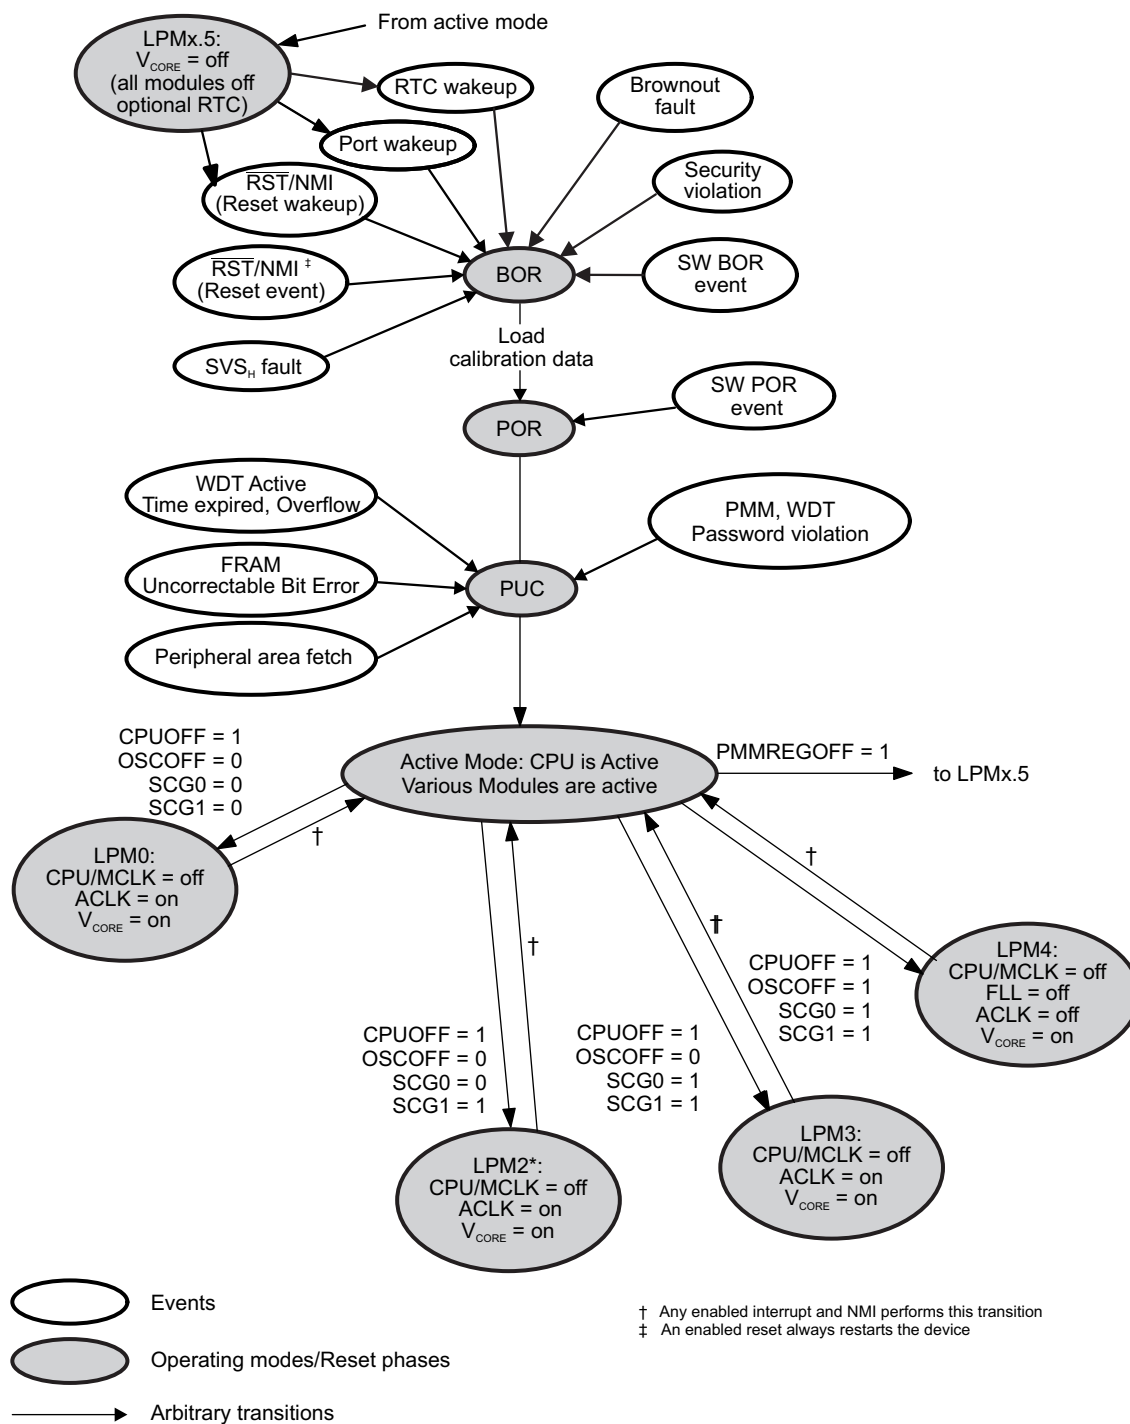 From active mode
LPMx.5:
VCORE = off
(all modules off
optional RTC)
RTC wakeup
Brownout
fault
Port wakeup
Security
violation
RST/NMI
(Reset wakeup)
RST/NMI ‡
(Reset event)
BOR
SW BOR
event
SVSH fault
Load
calibration data
SW POR
event
POR
WDT Active
Time expired, Overflow
PMM, WDT
Password violation
FRAM
Uncorrectable Bit Error
PUC
Peripheral area fetch
CPUOFF = 1
OSCOFF = 0
SCG0 = 0
SCG1 = 0
Active Mode: CPU is Active
Various Modules are active
PMMREGOFF = 1
to LPMx.5
†
LPM0:
CPU/MCLK = off
ACLK = on
VCORE = on
†
†
†
CPUOFF = 1
OSCOFF = 1
SCG0 = 1
SCG1 = 1
LPM4:
CPU/MCLK = off
FLL = off
ACLK = off
VCORE = on
CPUOFF = 1
OSCOFF = 0
SCG0 = 0
SCG1 = 1
CPUOFF = 1
OSCOFF = 0
SCG0 = 1
SCG1 = 1
LPM2*:
CPU/MCLK = off
ACLK = on
VCORE = on
LPM3:
CPU/MCLK = off
ACLK = on
VCORE = on
Events
Operating modes/Reset phases
Arbitrary transitions
† Any enabled interrupt and NMI performs this transition
‡ An enabled reset always restarts the device